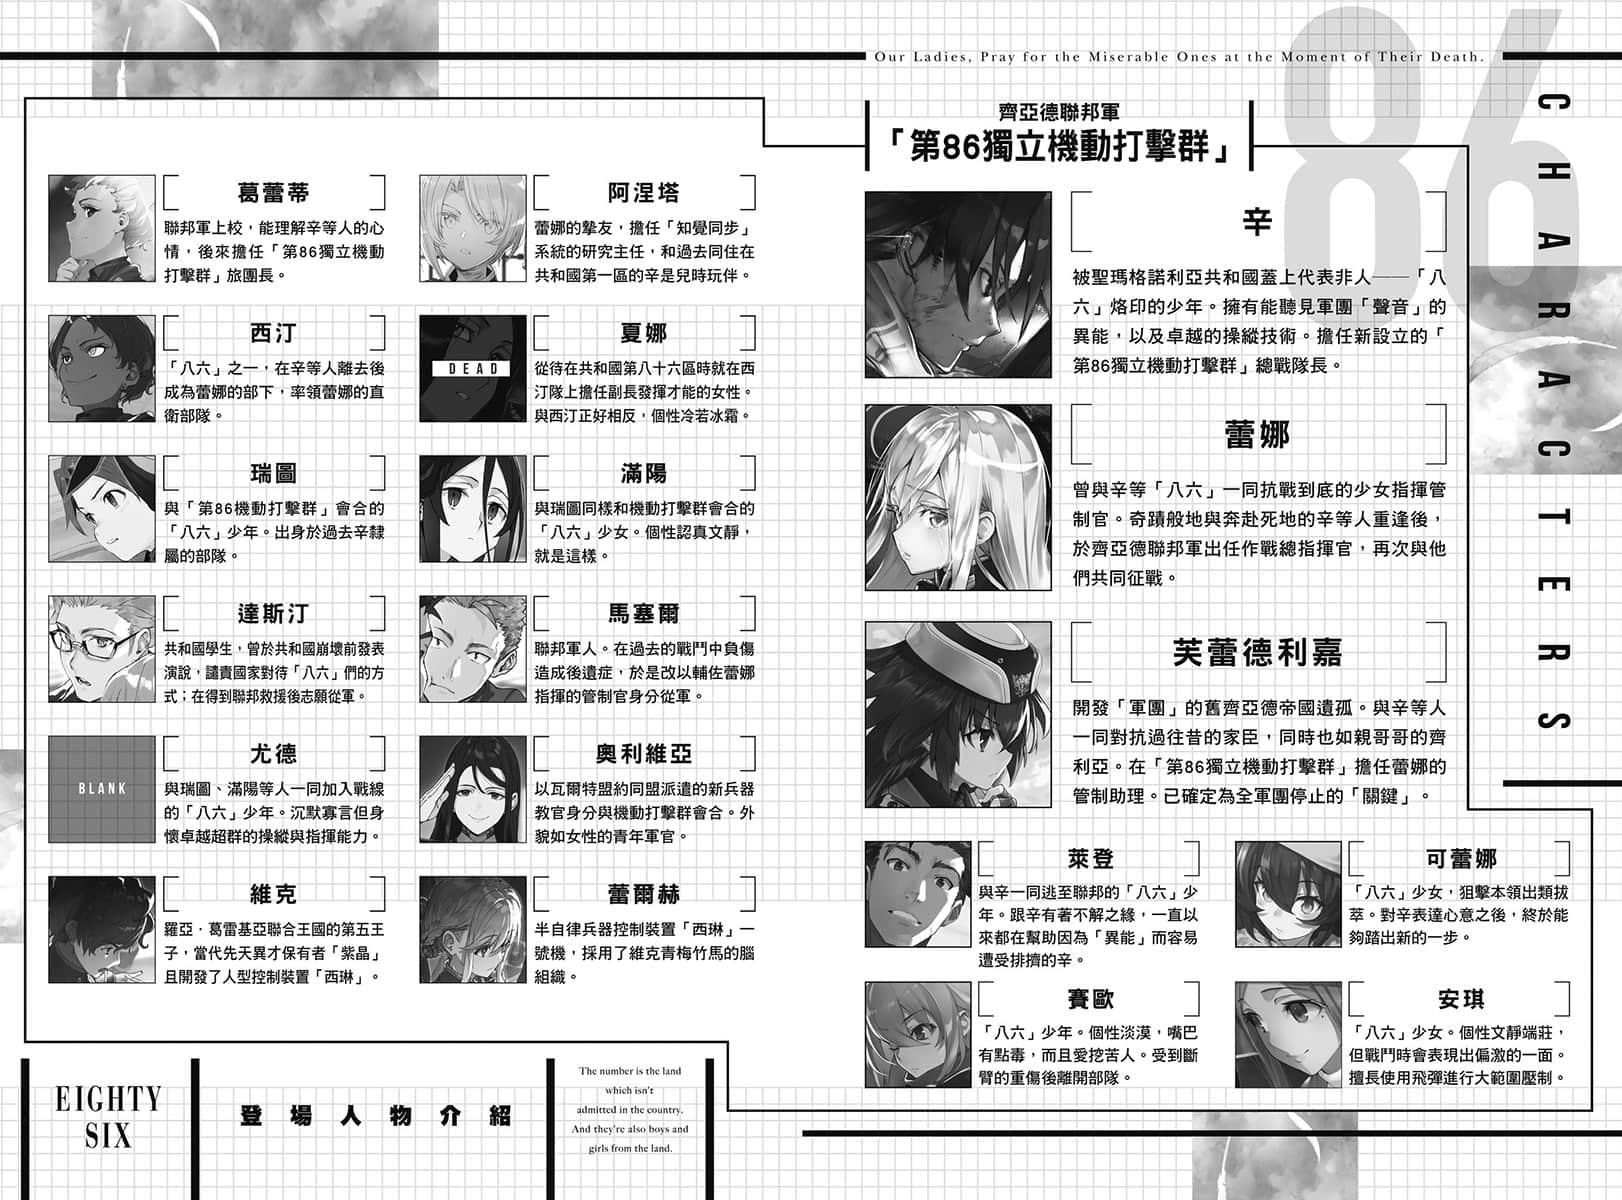 Our Ladies, Pray for the Miserable Ones at the Moment of Their Death.
86
CHARACTERS
齊亞德聯邦軍
「第86獨立機動打擊群」
辛
被聖瑪格諾利亞共和國蓋上代表非人——「八
六」烙印的少年。擁有能聽見軍團「聲音」的
異能，以及卓越的操縱技術。擔任新設立的「
第86獨立機動打擊群」總戰隊長。
蕾娜
曾與辛等「八六」一同抗戰到底的少女指揮管
制官。奇蹟般地與奔赴死地的辛等人重逢後，
於齊亞德聯邦軍出任作戰總指揮官，再次與他
們共同征戰。
芙蕾德利嘉
開發「軍團」的舊齊亞德帝國遺孤。與辛等人
一同對抗過往昔的家臣，同時也如親哥哥的齊
利亞。在「第86獨立機動打擊群」擔任蕾娜的
管制助理。已確定為全軍團停止的「關鍵」。
萊登
與辛一同逃至聯邦的「八六」少
年。跟辛有著不解之緣，一直以
來都在幫助因為「異能」而容易
遭受排擠的辛。
可蕾娜
「八六」少女，狙擊本領出類拔
萃。對辛表達心意之後，終於能
夠踏出新的一步。
賽歐
「八六」少年。個性淡漠，嘴巴
有點毒，而且愛挖苦人。受到斷
臂的重傷後離開部隊。
安琪
「八六」少女。個性文靜端莊，
但戰鬥時會表現出偏激的一面。
擅長使用飛彈進行大範圍壓制。
葛蕾蒂
聯邦軍上校，能理解辛等人的心
情，後來擔任「第86獨立機動
打擊群」旅團長。
阿涅塔
蕾娜的摯友，擔任「知覺同步」
系統的研究主任，和過去同住在
共和國第一區的辛是兒時玩伴。
西汀
「八六」之一，在辛等人離去後
成為蕾娜的部下，率領蕾娜的直
衛部隊。
夏娜
DEAD
從待在共和國第八十六區時就在西
汀隊上擔任副長發揮才能的女性。
與西汀正好相反，個性冷若冰霜。
瑞圖
與「第86機動打擊群」會合的
「八六」少年。出身於過去辛隸
屬的部隊。
滿陽
與瑞圖同樣和機動打擊群會合的
「八六」少女。個性認真文靜，
就是這樣。
達斯汀
共和國學生，曾於共和國崩壞前發表
演說，譴責國家對待「八六」們的方
式；在得到聯邦救援後志願從軍。
馬塞爾
聯邦軍人。在過去的戰鬥中負傷
造成後遺症，於是改以輔佐蕾娜
指揮的管制官身分從軍。
尤德
BLANK
與瑞圖、滿陽等人一同加入戰線
的「八六」少年。沉默寡言但身
懷卓越超群的操縱與指揮能力。
奧利維亞
以瓦爾特盟約同盟派遣的新兵器
教官身分與機動打擊群會合。外
貌如女性的青年軍官。
維克
羅亞·葛雷基亞聯合王國的第五王
子，當代先天異才保有者「紫晶」
且開發了人型控制裝置「西琳」。
蕾爾赫
半自律兵器控制裝置「西琳」一
號機，採用了維克青梅竹馬的腦
組織。
EIGHTY
SIX
登場人物介紹
The number is the land
which isn't
admitted in the country.
And they're also boys and
girls from the land.